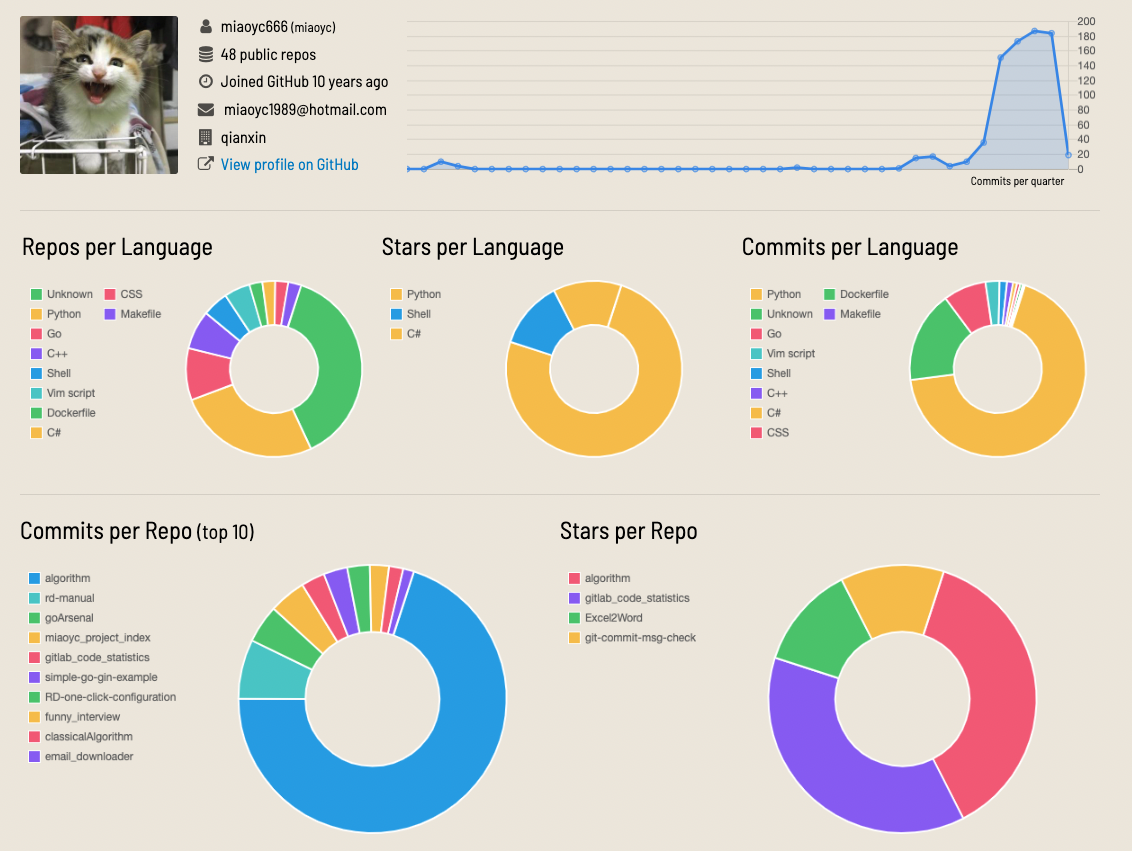 miaoyc666 (miaoyc)
48 public repos
Joined GitHub 10 years ago
miaoyc1989@hotmail.com
qianxin
View profile on GitHub
200
180
160
140
120
100
80
60
40
20
0
Commits per quarter
Repos per Language
Unknown CSS
Python Makefile
Go
C++
Shell
Vim script
Dockerfile
C#
Stars per Language
Python
Shell
C#
Commits per Language
Python Dockerfile
Unknown Makefile
Go
Vim script
Shell
C++
C#
CSS
Commits per Repo (top 10)
algorithm
rd-manual
goArsenal
miaoyc_project_index
gitlab_code_statistics
simple-go-gin-example
RD-one-click-configuration
funny_interview
classicalAlgorithm
email_downloader
Stars per Repo
algorithm
gitlab_code_statistics
Excel2Word
git-commit-msg-check